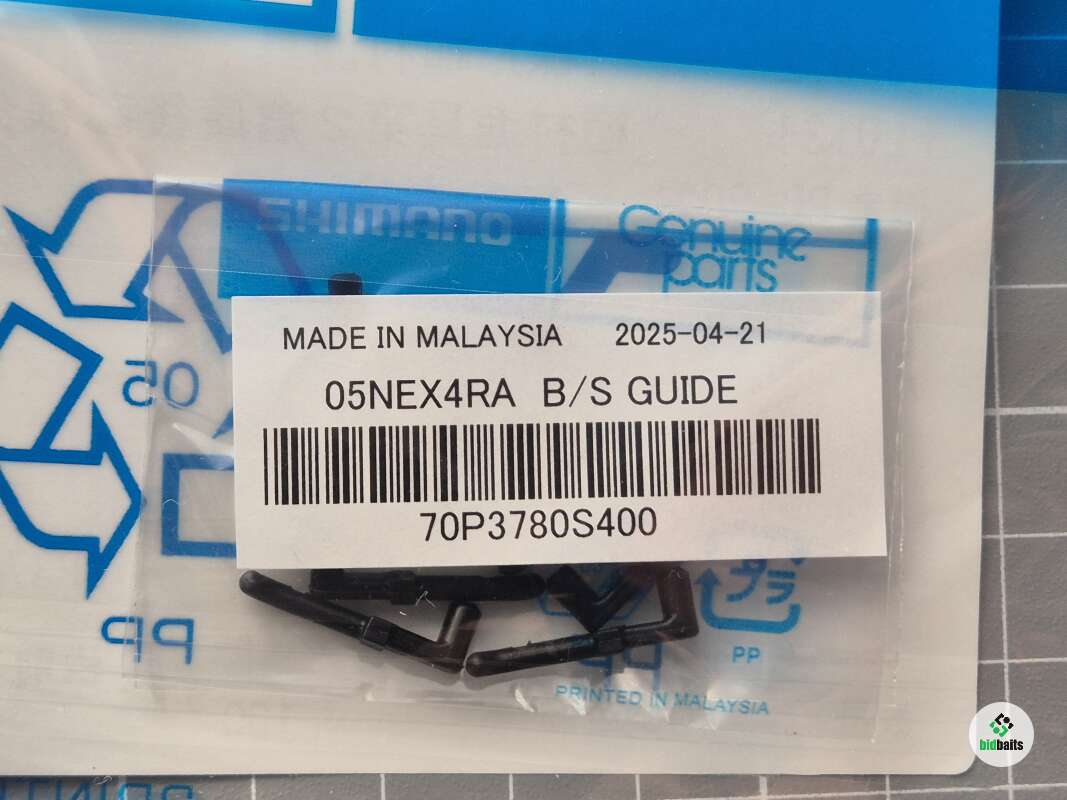 SHIMANO
Genuine
parts
MADE IN MALAYSIA 2025-04-21
05NEX4RA B/S GUIDE
70P3780S400
05
PP
プラ
PP
PP
PRINTED IN MALAYSIA
bidbaits